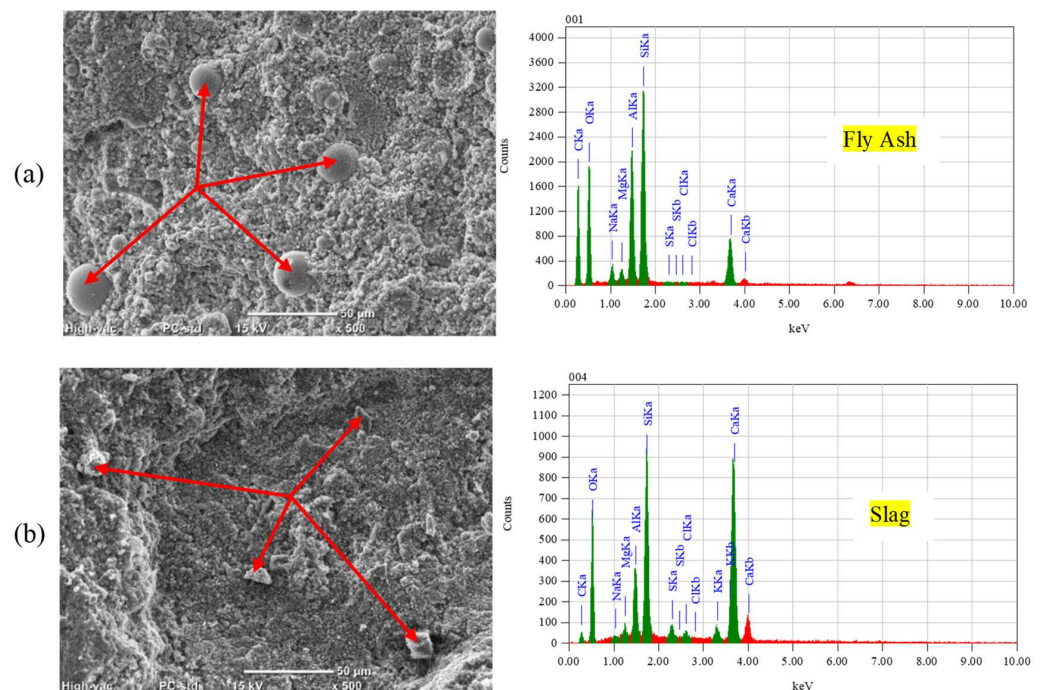 (a)
High-vac PC-std 15 kV 50 µm x 500
001
Counts
4000
3600
3200
2800
2400
2000
1600
1200
800
400
0
CKa
OKa
NaKa
MgKa
AlKa
SiKa
SKa
SKb
ClKa
ClKb
CaKa
CaKb
Fly Ash
0.00 1.00 2.00 3.00 4.00 5.00 6.00 7.00 8.00 9.00 10.00
keV
(b)
High-vac PC-std 15 kV 50 µm x 500
004
Counts
1200
1100
1000
900
800
700
600
500
400
300
200
100
0
CKa
OKa
NaKa
MgKa
AlKa
SiKa
SKa
SKb
ClKa
ClKb
KKa
KKb
CaKa
CaKb
Slag
0.00 1.00 2.00 3.00 4.00 5.00 6.00 7.00 8.00 9.00 10.00
keV